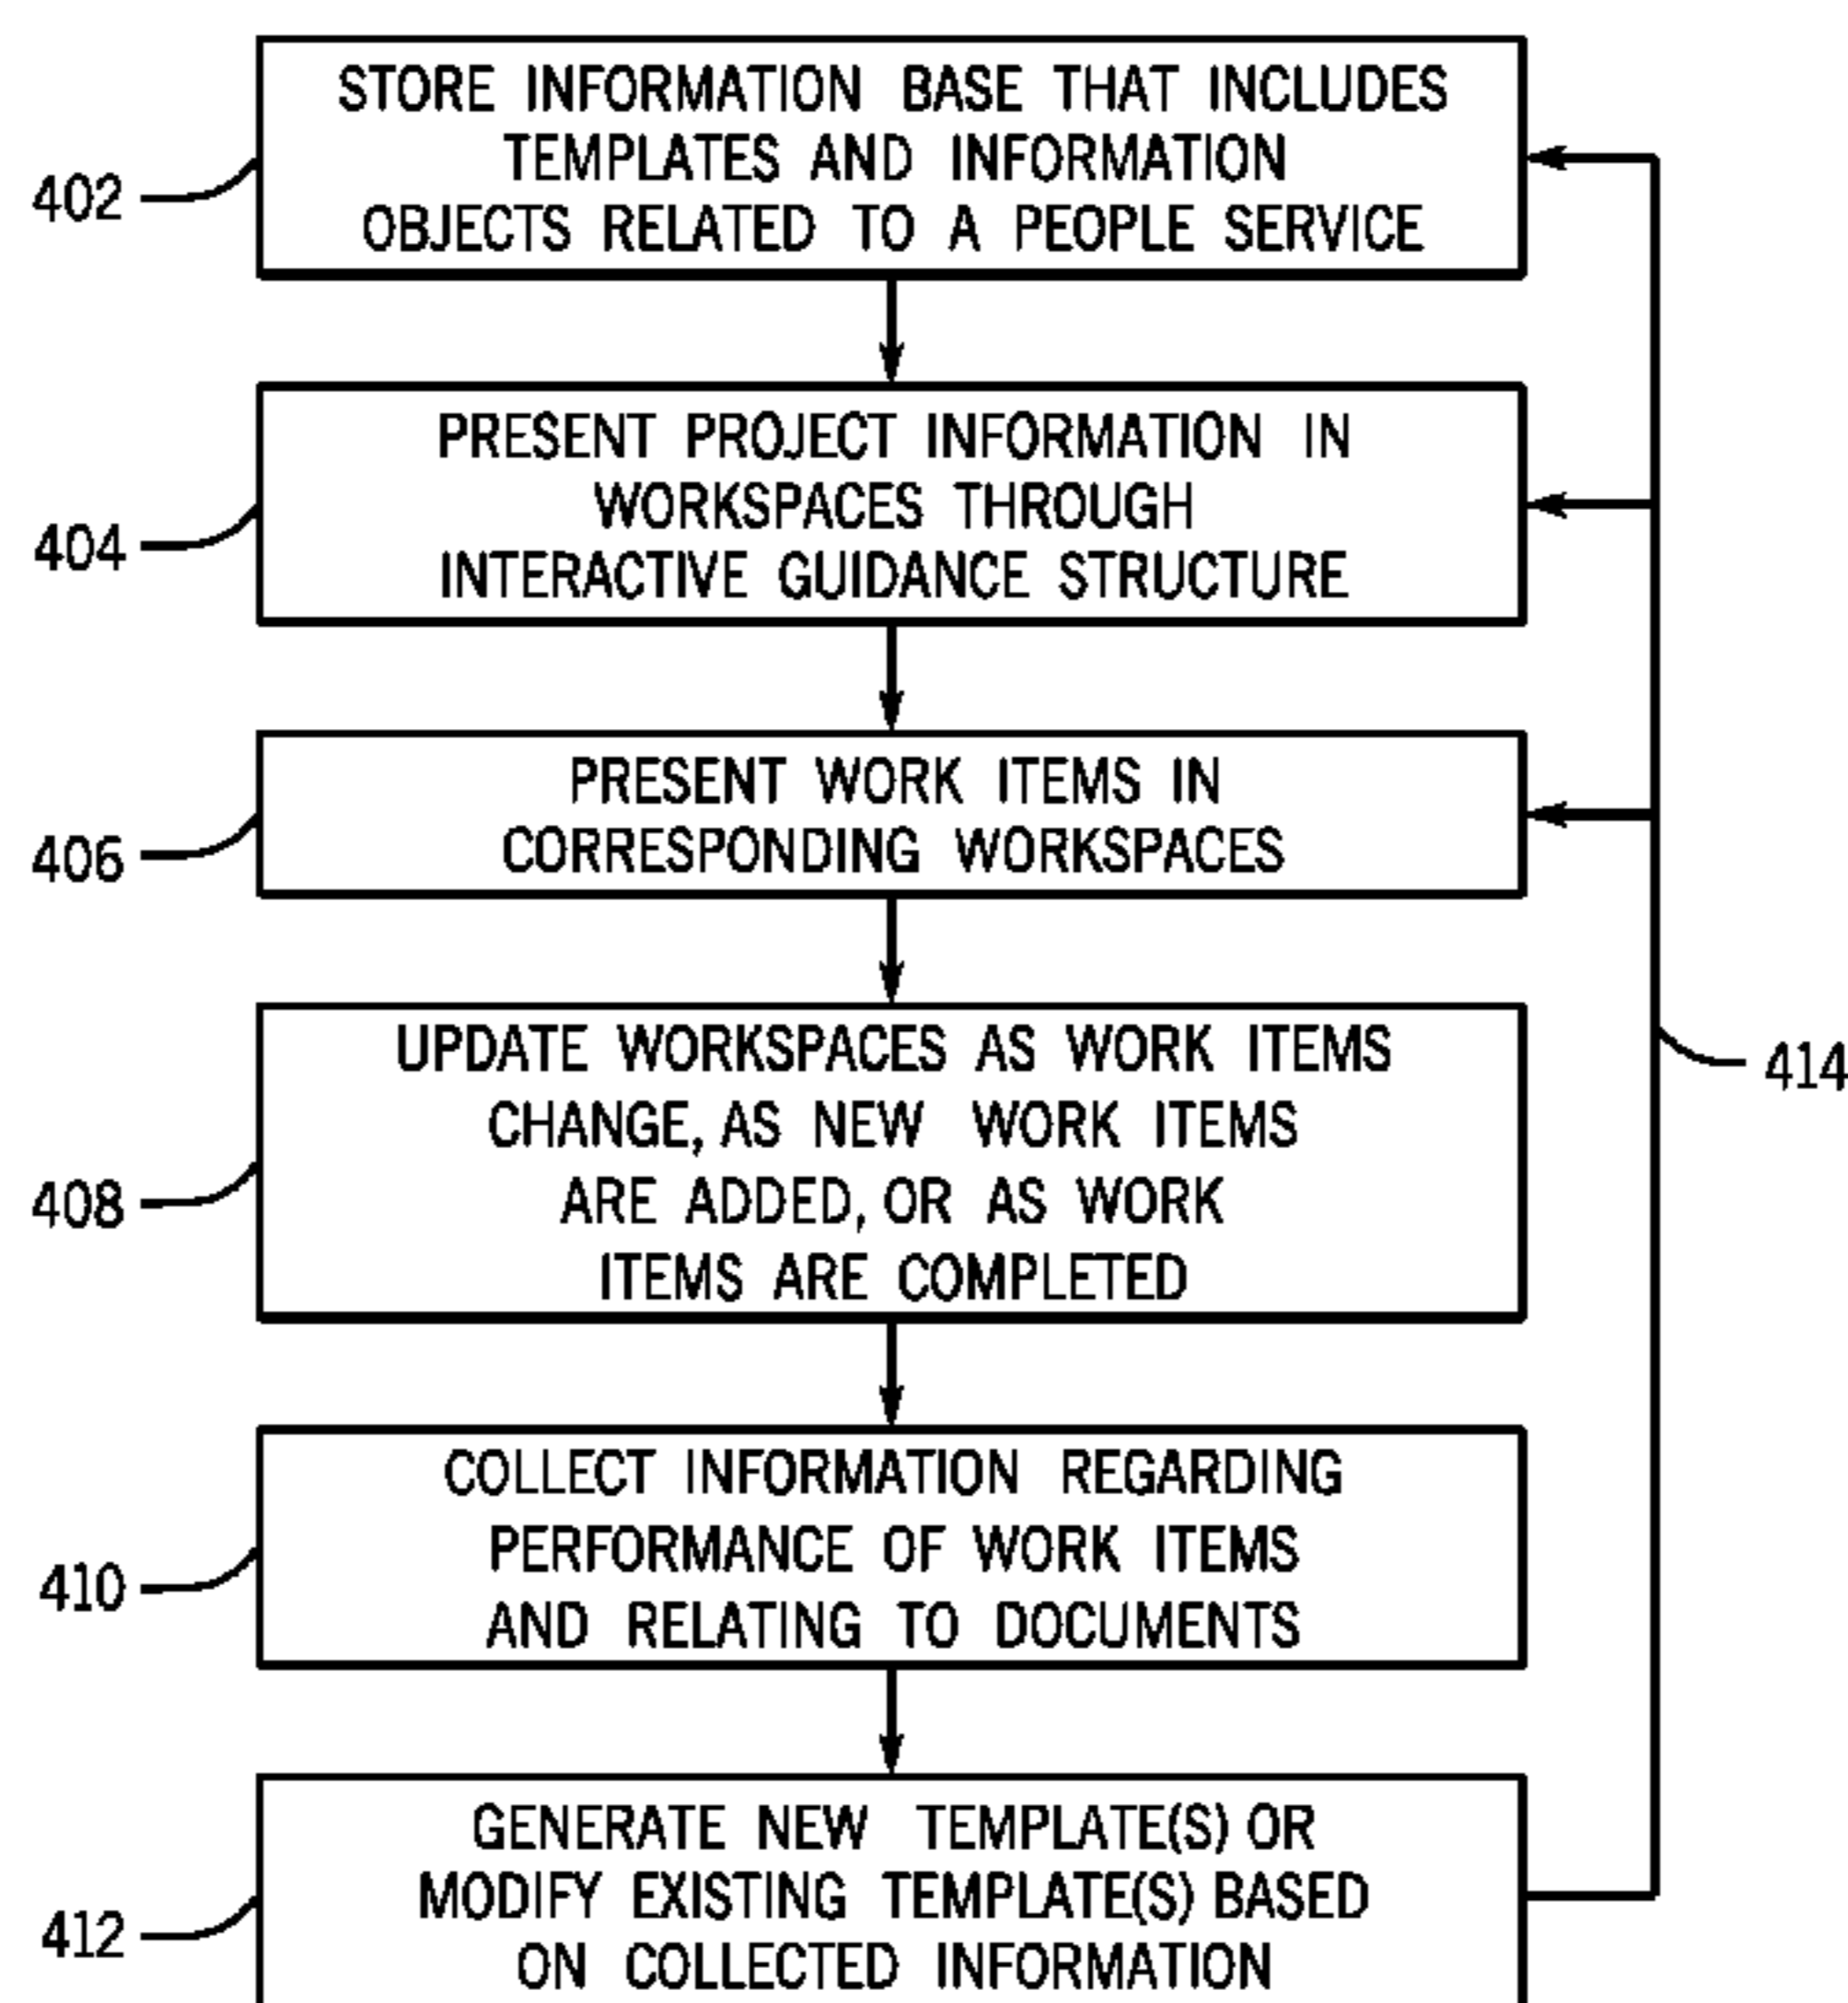 STORE INFORMATION BASE THAT INCLUDES
TEMPLATES AND INFORMATION
OBJECTS RELATED TO A PEOPLE SERVICE
402
PRESENT PROJECT INFORMATION IN
WORKSPACES THROUGH
INTERACTIVE GUIDANCE STRUCTURE
404
PRESENT WORK ITEMS IN
CORRESPONDING WORKSPACES
406
UPDATE WORKSPACES AS WORK ITEMS
CHANGE, AS NEW WORK ITEMS
ARE ADDED, OR AS WORK
ITEMS ARE COMPLETED
408
414
COLLECT INFORMATION REGARDING
PERFORMANCE OF WORK ITEMS
AND RELATING TO DOCUMENTS
410
GENERATE NEW TEMPLATE(S) OR
MODIFY EXISTING TEMPLATE(S) BASED
ON COLLECTED INFORMATION
412